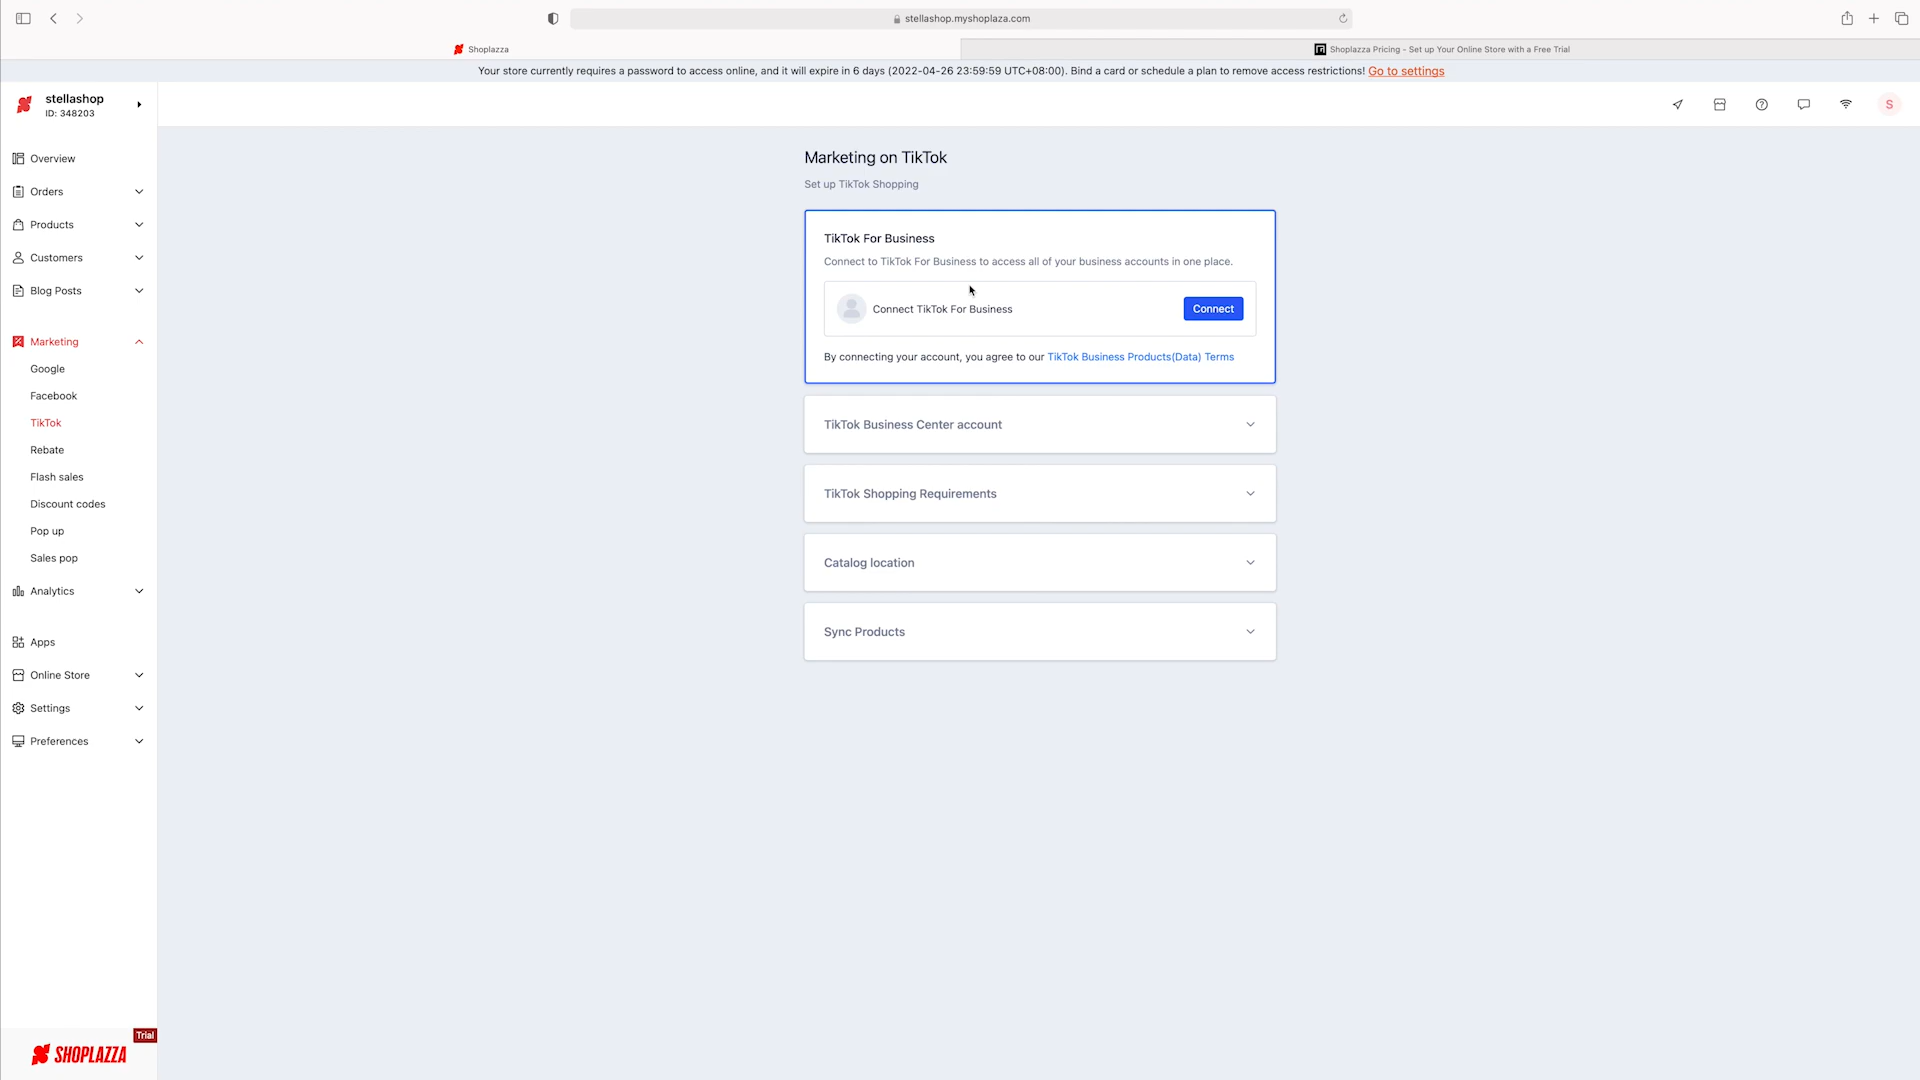 stellashop.myshoplaza.com
Shoplazza
Shoplazza Pricing - Set up Your Online Store with a Free Trial
Your store currently requires a password to access online, and it will expire in 6 days (2022-04-26 23:59:59 UTC+08:00). Bind a card or schedule a plan to remove access restrictions! Go to settings
stellashop
ID: 348203
S
Overview
Orders
Products
Customers
Blog Posts
Marketing
Google
Facebook
TikTok
Rebate
Flash sales
Discount codes
Pop up
Sales pop
Analytics
Apps
Online Store
Settings
Preferences
Trial
SHOPLAZZA
Marketing on TikTok
Set up TikTok Shopping
TikTok For Business
Connect to TikTok For Business to access all of your business accounts in one place.
Connect TikTok For Business
Connect
By connecting your account, you agree to our TikTok Business Products(Data) Terms
TikTok Business Center account
TikTok Shopping Requirements
Catalog location
Sync Products